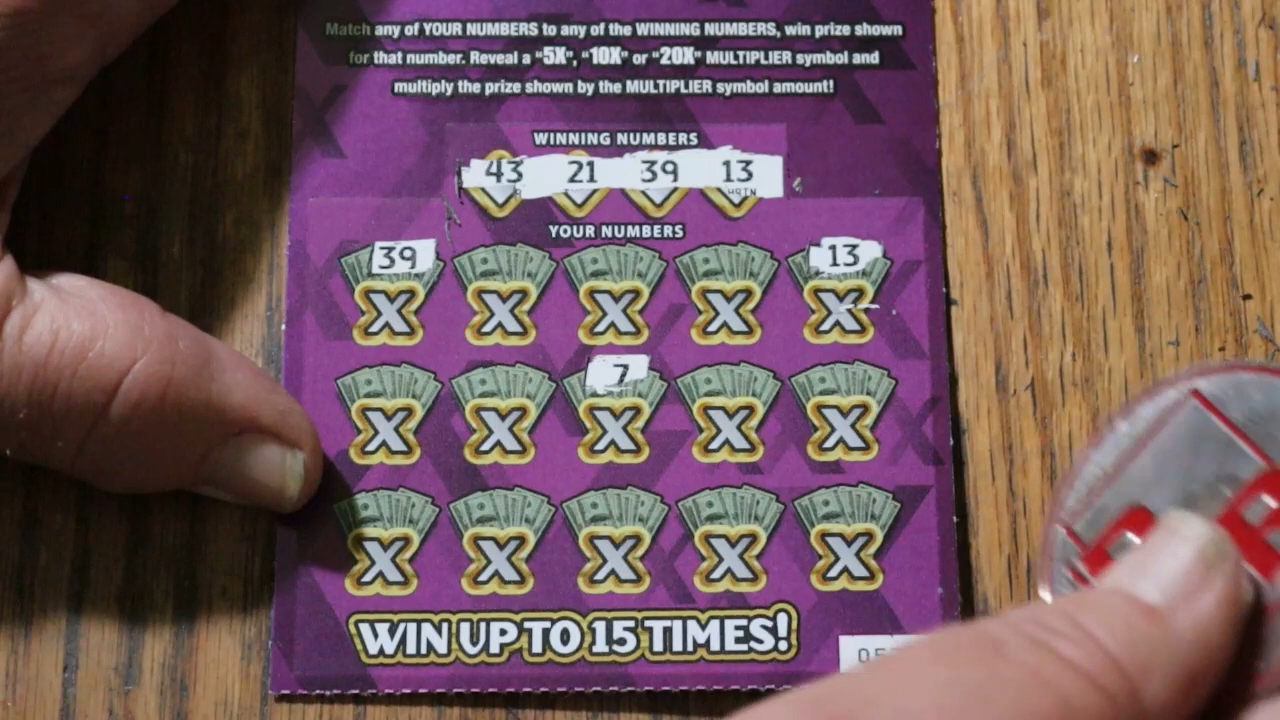 Match any of YOUR NUMBERS to any of the WINNING NUMBERS, win prize shown
for that number. Reveal a "5X", "10X" or "20X" MULTIPLIER symbol and
multiply the prize shown by the MULTIPLIER symbol amount!
WINNING NUMBERS
43 21 39 13
YOUR NUMBERS
39 13
X X X X X
7
X X X X X
X X X X X
WIN UP TO 15 TIMES!